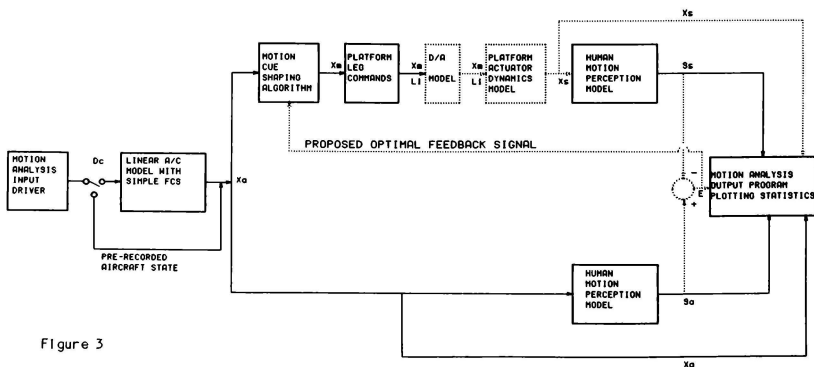 Xs
MOTION
CUE
SHAPING
ALGORITHM
Xm
PLATFORM
LEG
COMMANDS
Xm
LI
D/A
MODEL
Xm
LI
PLATFORM
ACTUATOR
DYNAMICS
MODEL
Xs
HUMAN
MOTION
PERCEPTION
MODEL
Ss
PROPOSED OPTIMAL FEEDBACK SIGNAL
MOTION
ANALYSIS
INPUT
DRIVER
Dc
LINEAR A/C
MODEL WITH
SIMPLE FCS
Xa
PRE-RECORDED
AIRCRAFT STATE
-
+
E
MOTION ANALYSIS
OUTPUT PROGRAM
PLOTTING STATISTICS
HUMAN
MOTION
PERCEPTION
MODEL
Sa
Xa
Figure 3